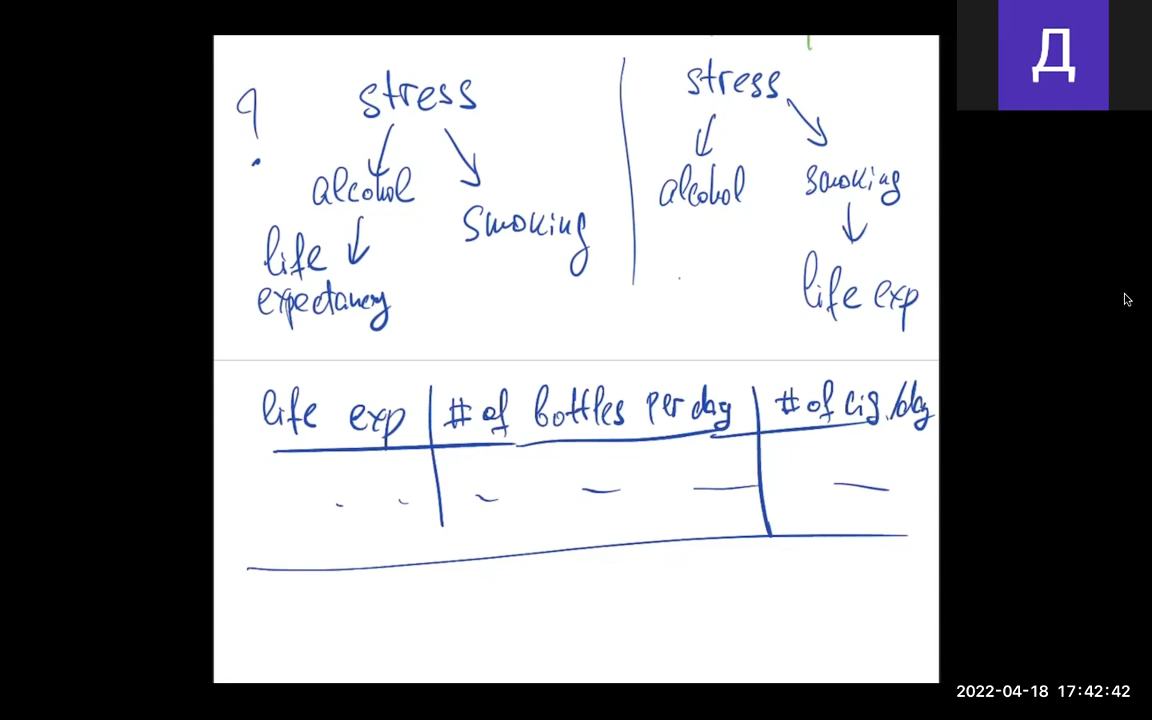 Д
?
stress
alcohol
smoking
life
expectancy
stress
alcohol
smoking
life exp
life exp | # of bottles per day | # of cig./day
2022-04-18 17:42:42